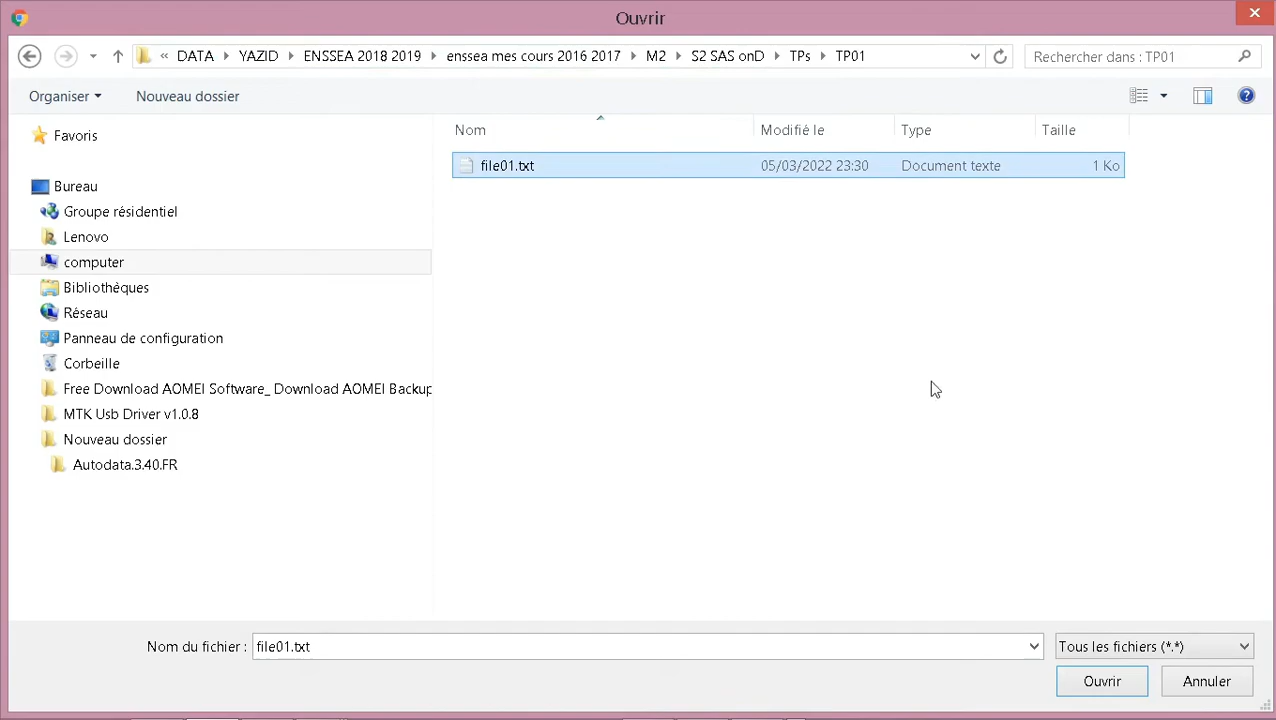 Ouvrir
« DATA YAZID ENSSEA 2018 2019 enssea mes cours 2016 2017 M2 S2 SAS onD TPs TP01 Rechercher dans : TP01
Organiser Nouveau dossier
Favoris
Bureau
Groupe résidentiel
Lenovo
computer
Bibliothèques
Réseau
Panneau de configuration
Corbeille
Free Download AOMEI Software_ Download AOMEI Backup
MTK Usb Driver v1.0.8
Nouveau dossier
Autodata.3.40.FR
Nom Modifié le Type Taille
file01.txt 05/03/2022 23:30 Document texte 1 Ko
Nom du fichier : file01.txt Tous les fichiers (*.*)
Ouvrir Annuler